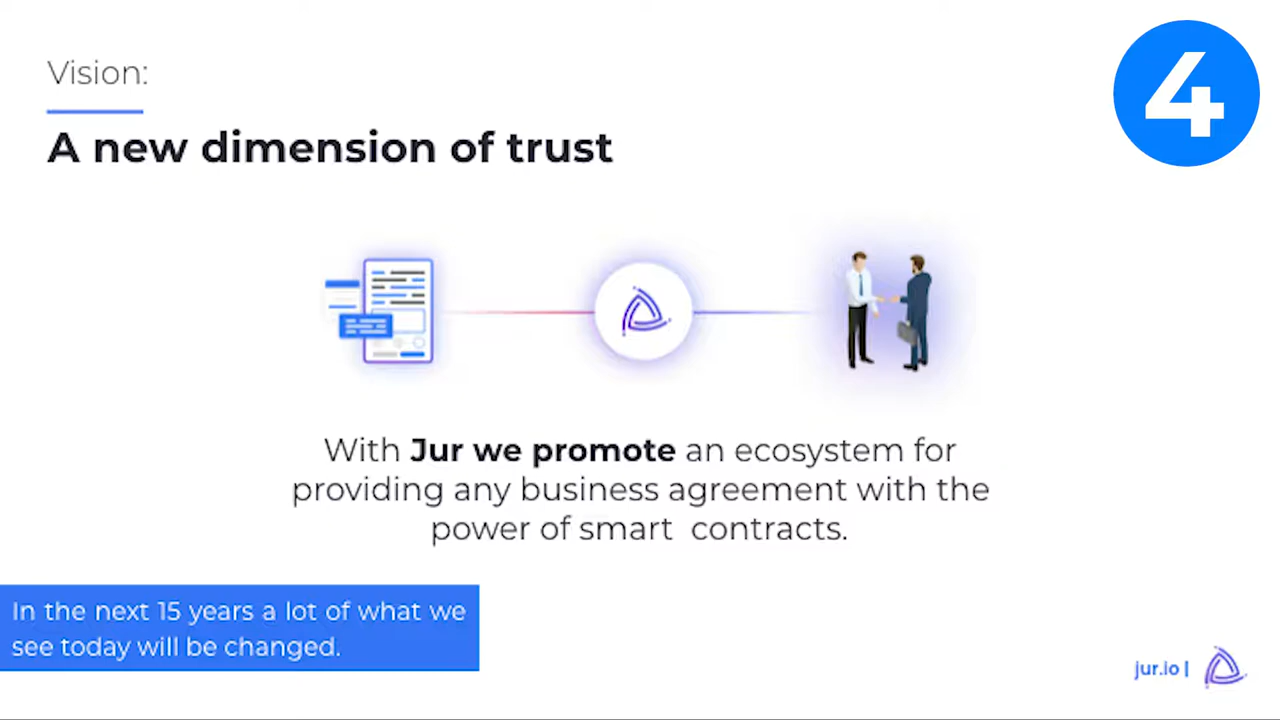 Vision:
4
A new dimension of trust
With Jur we promote an ecosystem for
providing any business agreement with the
power of smart contracts.
In the next 15 years a lot of what we
see today will be changed.
jur.io |